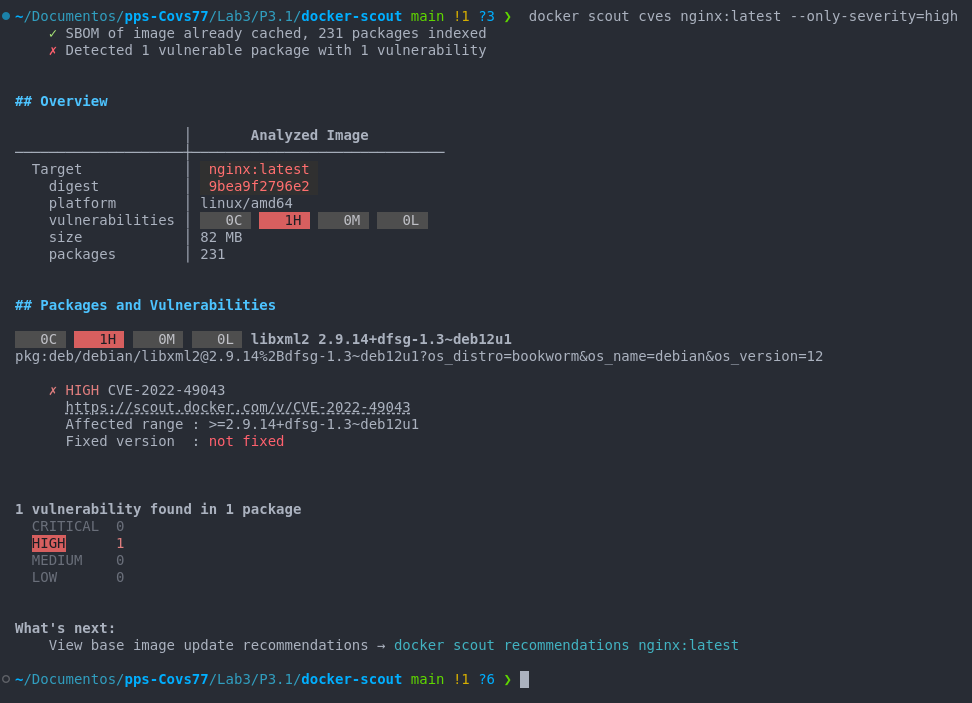 ~/Documentos/pps-Covs77/Lab3/P3.1/docker-scout main !1 ?3 ❯ docker scout cves nginx:latest --only-severity=high
✓ SBOM of image already cached, 231 packages indexed
✗ Detected 1 vulnerable package with 1 vulnerability
## Overview
│ Analyzed Image
Target │ nginx:latest
digest │ 9bea9f2796e2
platform │ linux/amd64
vulnerabilities │ 0C 1H 0M 0L
size │ 82 MB
packages │ 231
## Packages and Vulnerabilities
0C 1H 0M 0L libxml2 2.9.14+dfsg-1.3~deb12u1
pkg:deb/debian/libxml2@2.9.14%2Bdfsg-1.3~deb12u1?os_distro=bookworm&os_name=debian&os_version=12
✗ HIGH CVE-2022-49043
https://scout.docker.com/v/CVE-2022-49043
Affected range : >=2.9.14+dfsg-1.3~deb12u1
Fixed version  : not fixed
1 vulnerability found in 1 package
CRITICAL 0
HIGH 1
MEDIUM 0
LOW 0
What's next:
View base image update recommendations → docker scout recommendations nginx:latest
~/Documentos/pps-Covs77/Lab3/P3.1/docker-scout main !1 ?6 ❯